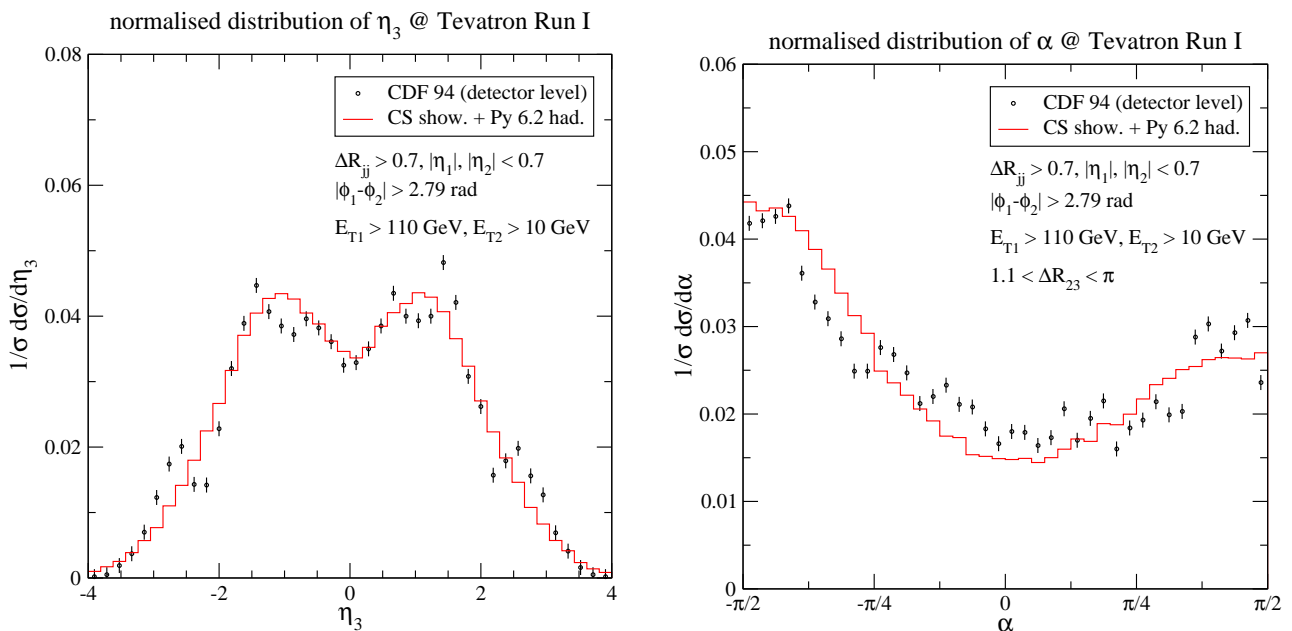 normalised distribution of η3 @ Tevatron Run I
0.08
0.06
0.04
0.02
0
1/σ dσ/dη3
CDF 94 (detector level)
CS show. + Py 6.2 had.
ΔRjj > 0.7, |η1|, |η2| < 0.7
|ϕ1-ϕ2| > 2.79 rad
ET1 > 110 GeV, ET2 > 10 GeV
-4
-2
0
2
4
η3
normalised distribution of α @ Tevatron Run I
0.06
0.05
0.04
0.03
0.02
0.01
0
1/σ dσ/dα
CDF 94 (detector level)
CS show. + Py 6.2 had.
ΔRjj > 0.7, |η1|, |η2| < 0.7
|ϕ1-ϕ2| > 2.79 rad
ET1 > 110 GeV, ET2 > 10 GeV
1.1 < ΔR23 < π
-π/2
-π/4
0
π/4
π/2
α